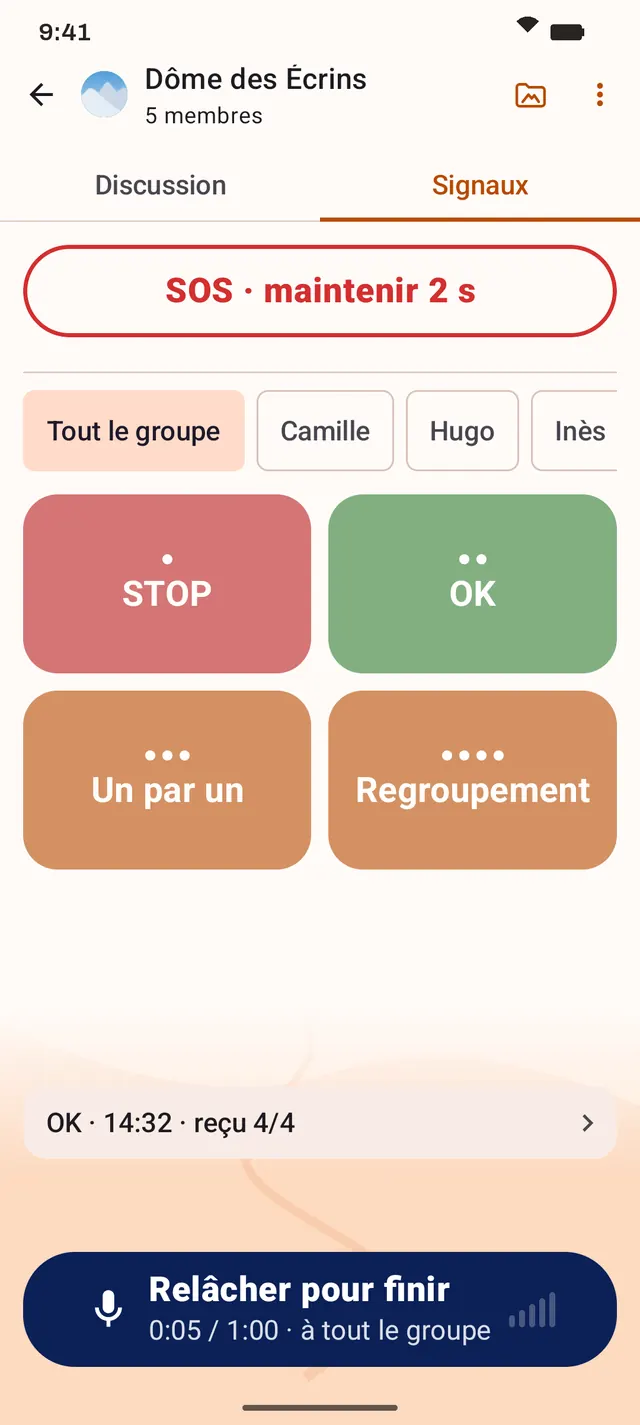 9:41
Dôme des Écrins
5 membres
Discussion
Signaux
SOS · maintenir 2 s
Tout le groupe
Camille
Hugo
Inès
STOP
OK
Un par un
Regroupement
OK · 14:32 · reçu 4/4
Relâcher pour finir
0:05 / 1:00 · à tout le groupe